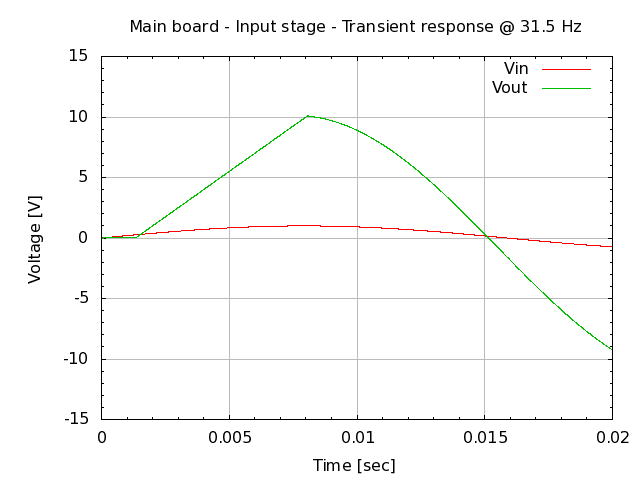 Main board - Input stage - Transient response @ 31.5 Hz
Vin
Vout
15
10
5
0
-5
-10
-15
Voltage [V]
0 0.005 0.01 0.015 0.02
Time [sec]